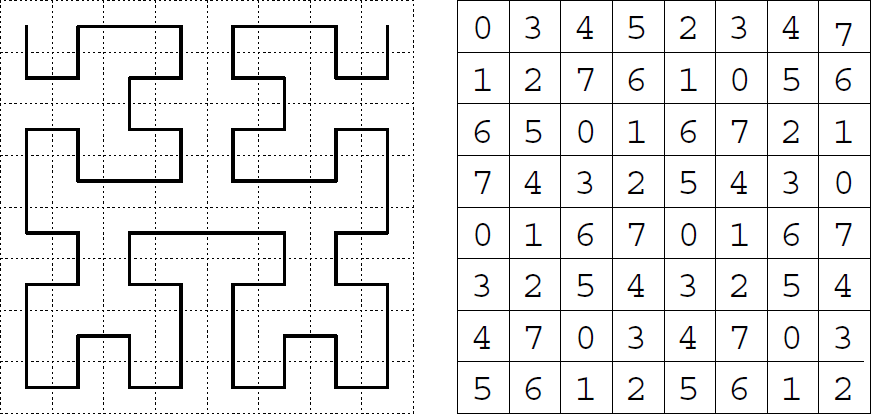 0 3 4 5 2 3 4 7
1 2 7 6 1 0 5 6
6 5 0 1 6 7 2 1
7 4 3 2 5 4 3 0
0 1 6 7 0 1 6 7
3 2 5 4 3 2 5 4
4 7 0 3 4 7 0 3
5 6 1 2 5 6 1 2